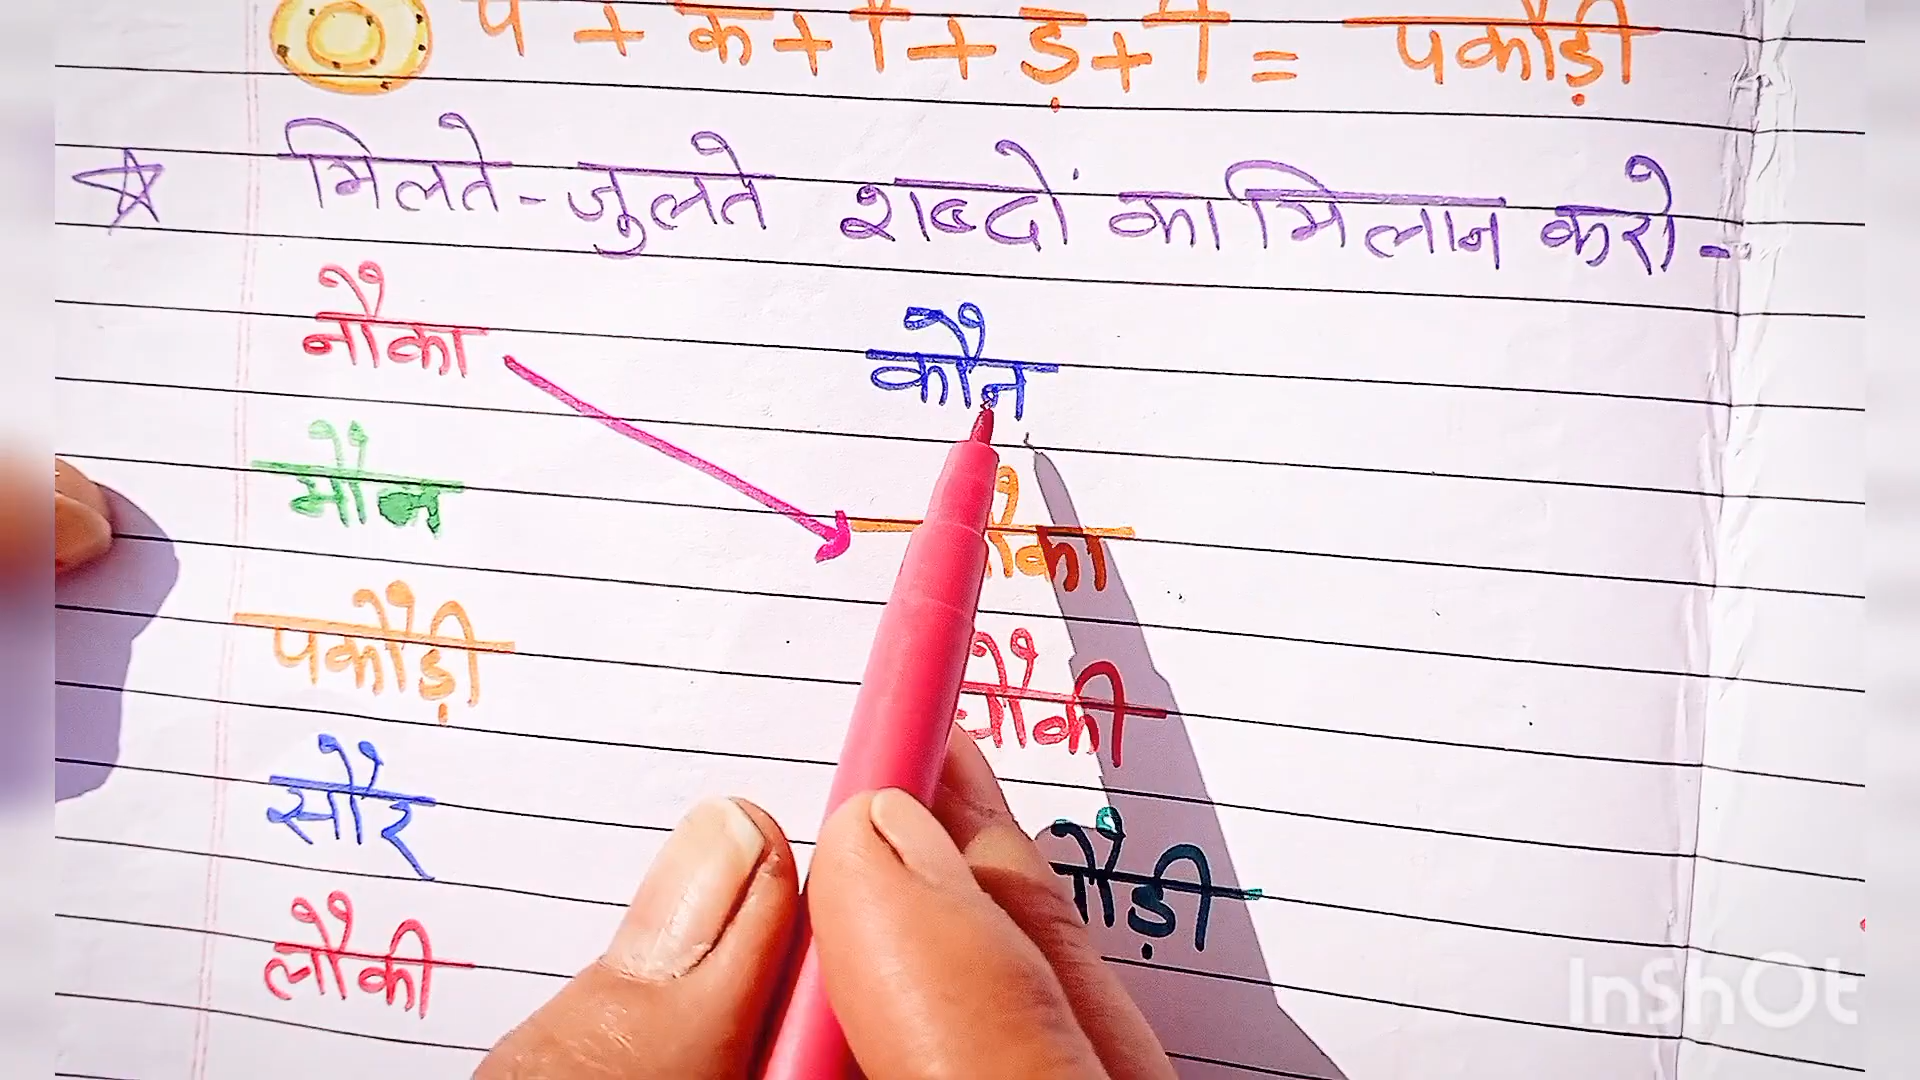 प + क + ौ + ड़ + ी = पकौड़ी
मिलते-जुलते शब्दों का मिलान करो-
नौका कौन
मौन
पकौड़ी चौकी
सौर
लौकी
InShOt